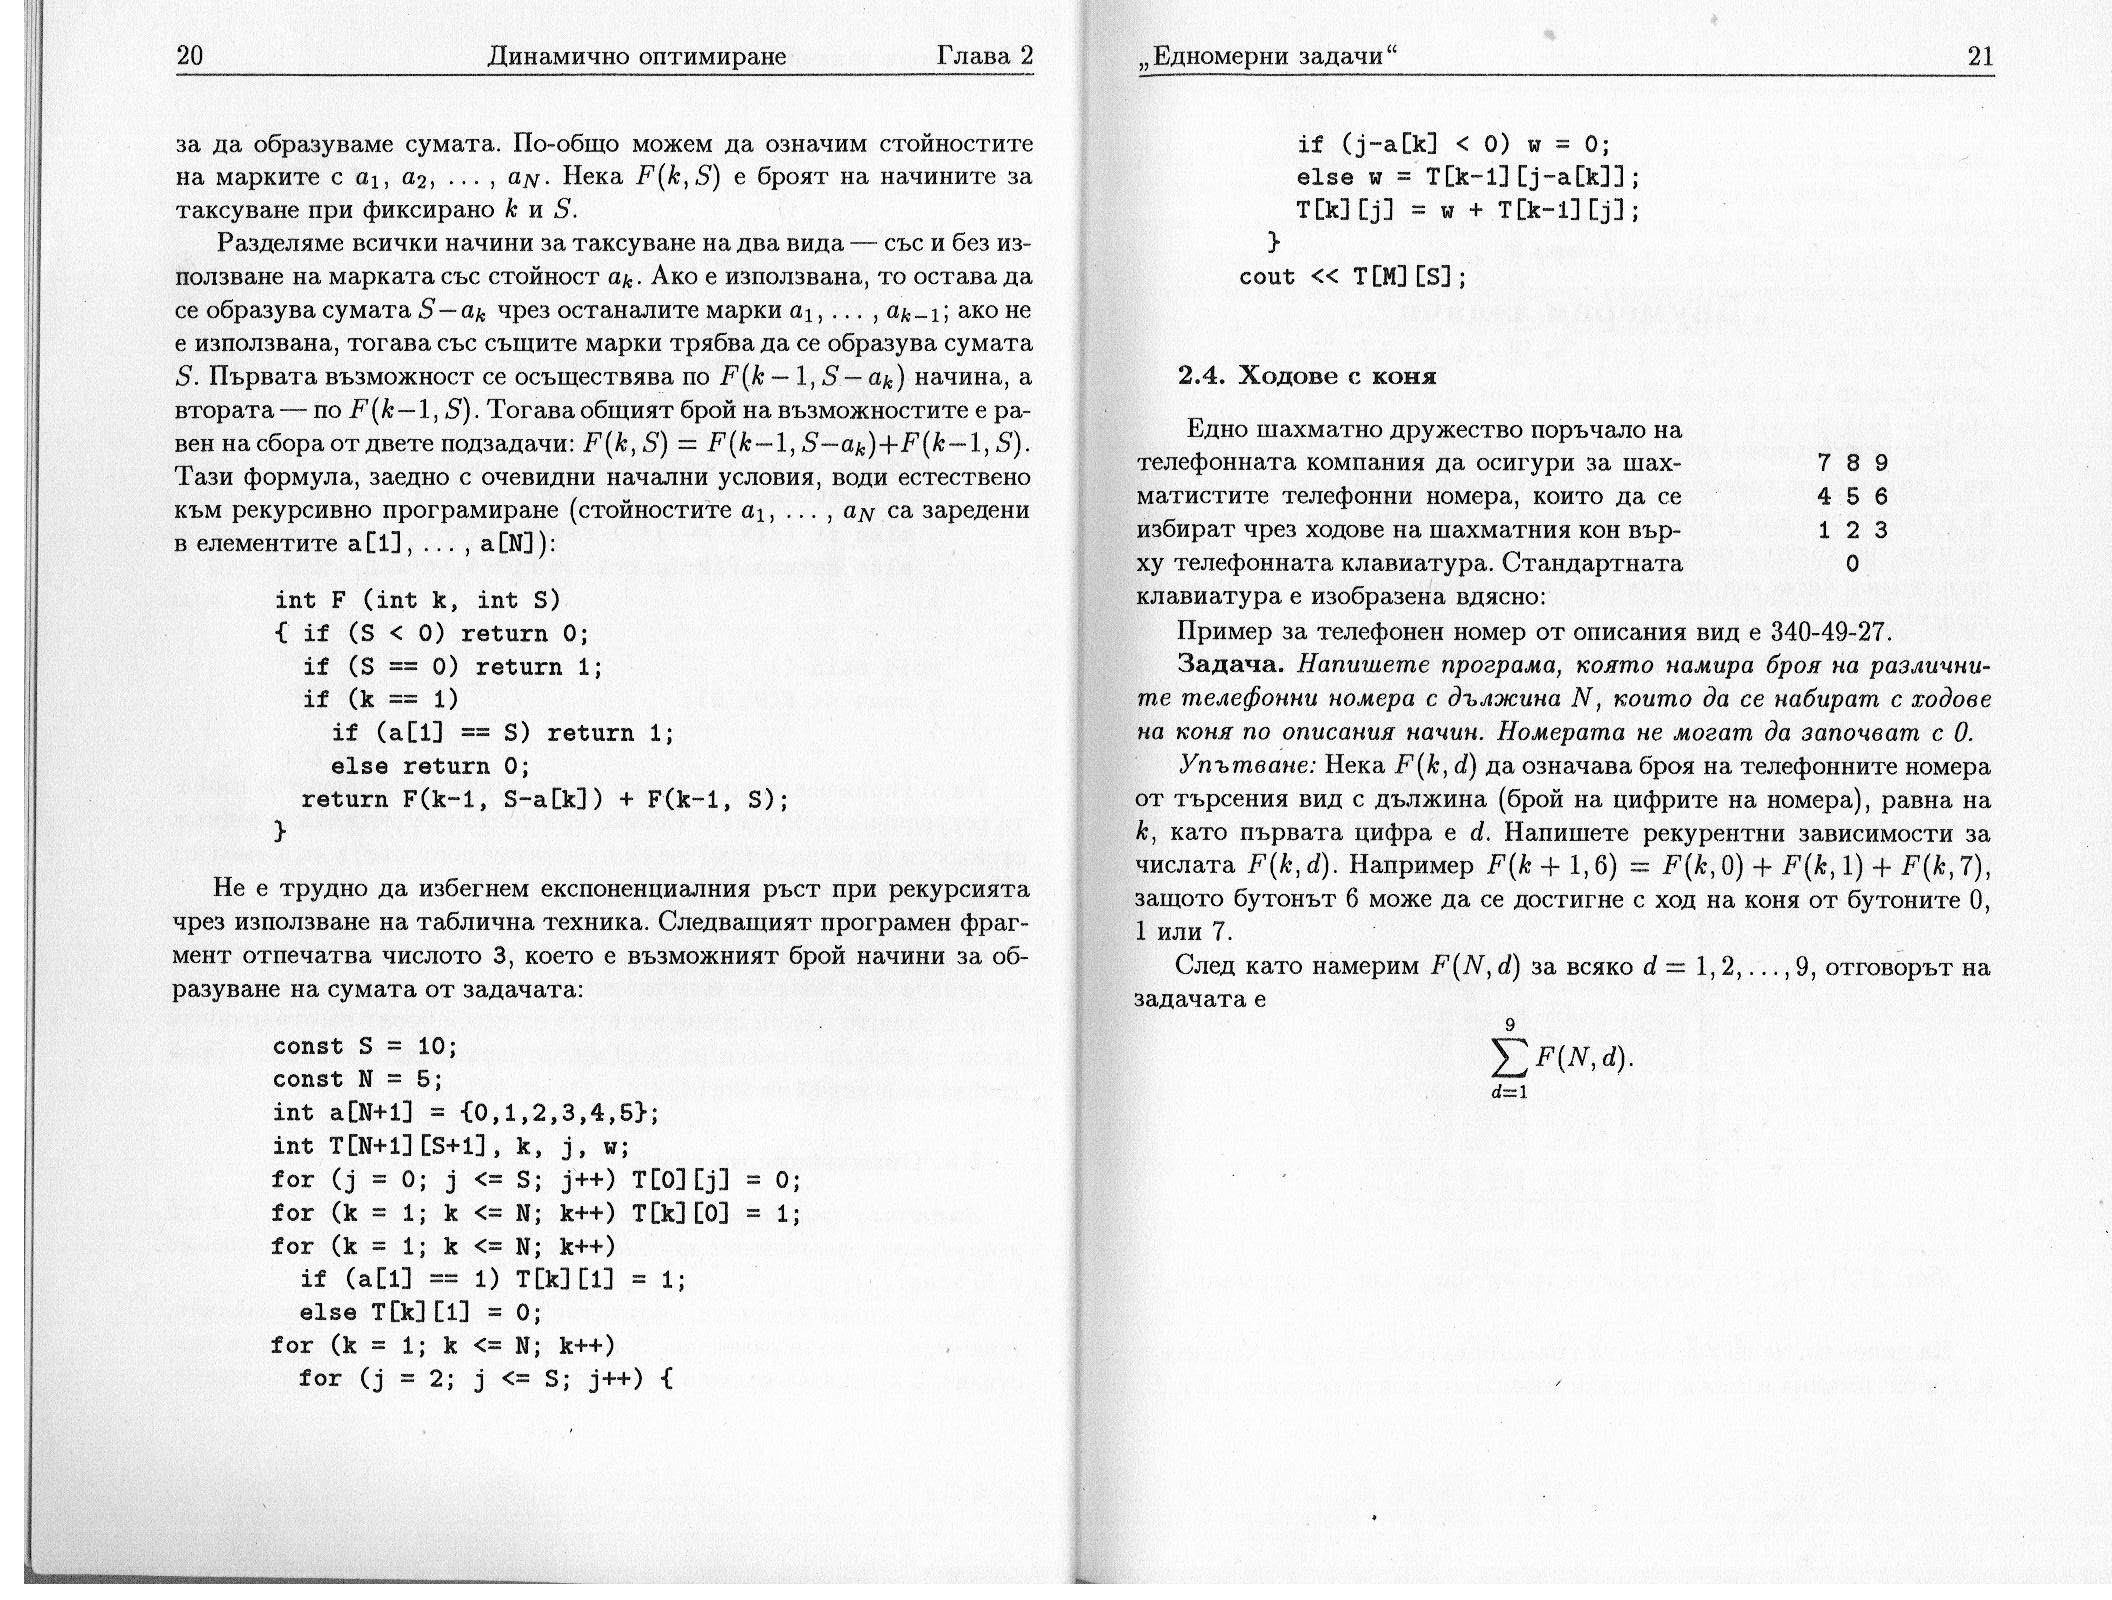 20 Динамично оптимиране Глава 2
за да образуваме сумата. По-общо можем да означим стойностите
на марките с a₁, a₂, ... , a_N. Нека F(k, S) е броят на начините за
таксуване при фиксирано k и S.
Разделяме всички начини за таксуване на два вида — със и без из-
ползване на марката със стойност a_k. Ако е използвана, то остава да
се образува сумата S−a_k чрез останалите марки a₁, ... , a_{k−1}; ако не
е използвана, тогава със същите марки трябва да се образува сумата
S. Първата възможност се осъществява по F(k − 1, S − a_k) начина, а
втората — по F(k−1, S). Тогава общият брой на възможностите е ра-
вен на сбора от двете подзадачи: F(k, S) = F(k−1, S−a_k)+F(k−1, S).
Тази формула, заедно с очевидни начални условия, води естествено
към рекурсивно програмиране (стойностите a₁, ... , a_N са заредени
в елементите a[1], ... , a[N]):
int F (int k, int S)
{ if (S < 0) return 0;
if (S == 0) return 1;
if (k == 1)
if (a[1] == S) return 1;
else return 0;
return F(k-1, S-a[k]) + F(k-1, S);
}
Не е трудно да избегнем експоненциалния ръст при рекурсията
чрез използване на таблична техника. Следващият програмен фраг-
мент отпечатва числото 3, което е възможният брой начини за об-
разуване на сумата от задачата:
const S = 10;
const N = 5;
int a[N+1] = {0,1,2,3,4,5};
int T[N+1][S+1], k, j, w;
for (j = 0; j <= S; j++) T[0][j] = 0;
for (k = 1; k <= N; k++) T[k][0] = 1;
for (k = 1; k <= N; k++)
if (a[1] == 1) T[k][1] = 1;
else T[k][1] = 0;
for (k = 1; k <= N; k++)
for (j = 2; j <= S; j++) {
„Едномерни задачи“ 21
if (j-a[k] < 0) w = 0;
else w = T[k-1][j-a[k]];
T[k][j] = w + T[k-1][j];
}
cout << T[M][S];
2.4. Ходове с коня
Едно шахматно дружество поръчало на
телефонната компания да осигури за шах-
матистите телефонни номера, които да се
избират чрез ходове на шахматния кон вър-
ху телефонната клавиатура. Стандартната
клавиатура е изобразена вдясно:
7 8 9
4 5 6
1 2 3
0
Пример за телефонен номер от описания вид е 340-49-27.
Задача. Напишете програма, която намира броя на различни-
те телефонни номера с дължина N, които да се набират с ходове
на коня по описания начин. Номерата не могат да започват с 0.
Упътване: Нека F(k, d) да означава броя на телефонните номера
от търсения вид с дължина (брой на цифрите на номера), равна на
k, като първата цифра е d. Напишете рекурентни зависимости за
числата F(k, d). Например F(k + 1, 6) = F(k, 0) + F(k, 1) + F(k, 7),
защото бутонът 6 може да се достигне с ход на коня от бутоните 0,
1 или 7.
След като намерим F(N, d) за всяко d = 1, 2, ..., 9, отговорът на
задачата е
9
∑ F(N, d).
d=1